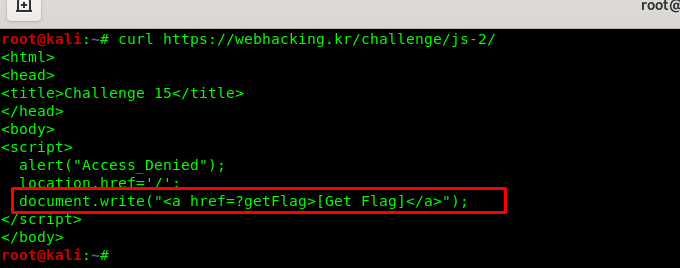 root@
root@kali:~# curl https://webhacking.kr/challenge/js-2/
<html>
<head>
<title>Challenge 15</title>
</head>
<body>
<script>
  alert("Access_Denied");
  location.href='/';
  document.write("<a href=?getFlag>[Get Flag]</a>");
</script>
</body>
root@kali:~#